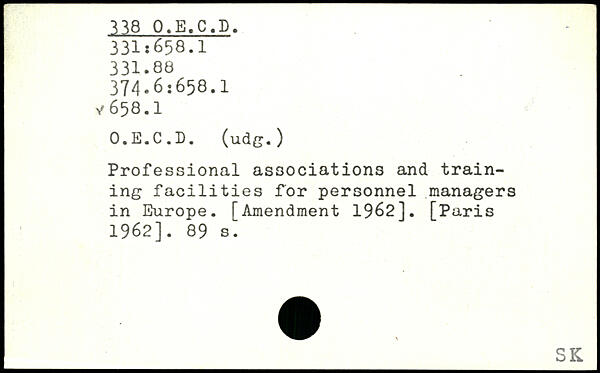 338 O.E.C.D.
331:658.1
331.88
374.6:658.1
v 658.1
O.E.C.D. (udg.)
Professional associations and train-
ing facilities for personnel managers
in Europe. [Amendment 1962]. [Paris
1962]. 89 s.
SK